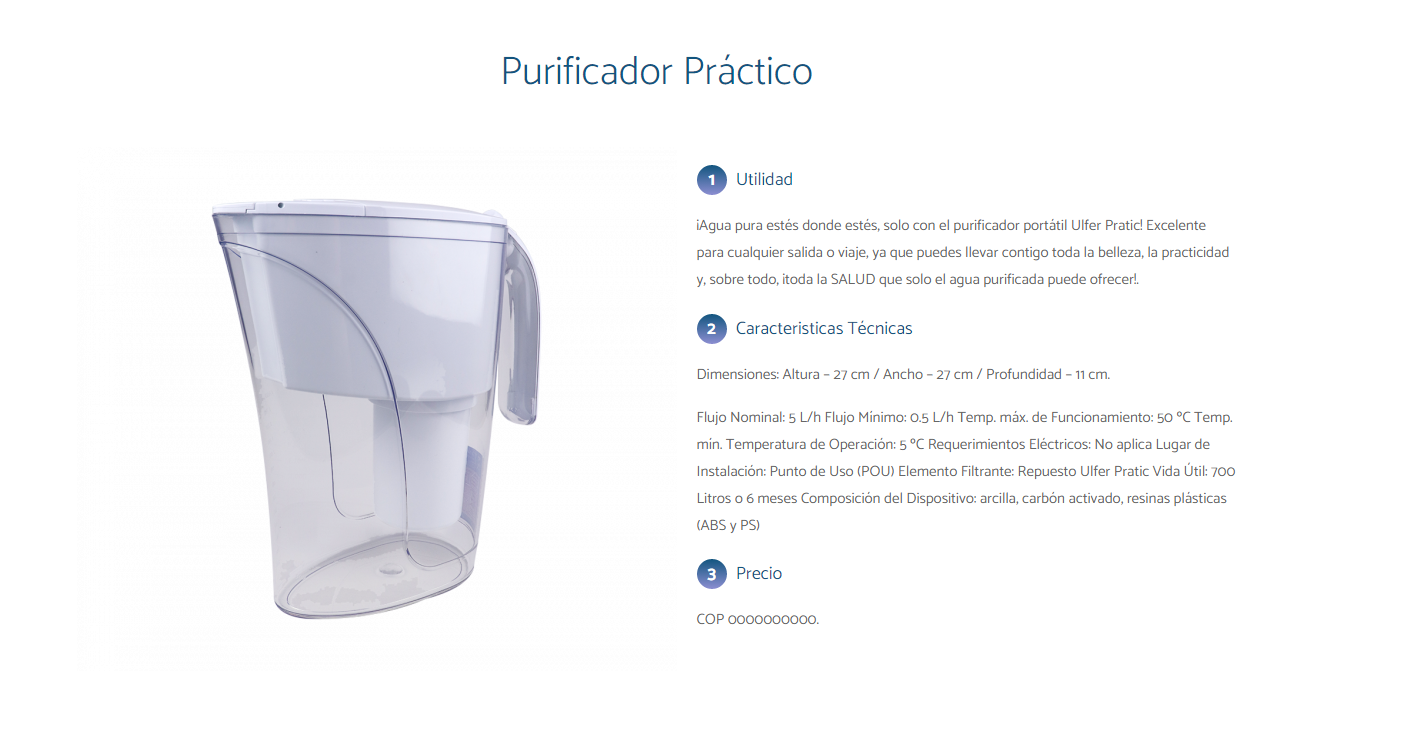 Purificador Práctico
1 Utilidad
¡Agua pura estés donde estés, solo con el purificador portátil Ulfer Pratic! Excelente
para cualquier salida o viaje, ya que puedes llevar contigo toda la belleza, la practicidad
y, sobre todo, ¡toda la SALUD que solo el agua purificada puede ofrecer!.
2 Caracteristicas Técnicas
Dimensiones: Altura – 27 cm / Ancho – 27 cm / Profundidad – 11 cm.
Flujo Nominal: 5 L/h Flujo Mínimo: 0.5 L/h Temp. máx. de Funcionamiento: 50 °C Temp.
mín. Temperatura de Operación: 5 °C Requerimientos Eléctricos: No aplica Lugar de
Instalación: Punto de Uso (POU) Elemento Filtrante: Repuesto Ulfer Pratic Vida Útil: 700
Litros o 6 meses Composición del Dispositivo: arcilla, carbón activado, resinas plásticas
(ABS y PS)
3 Precio
COP 0000000000.